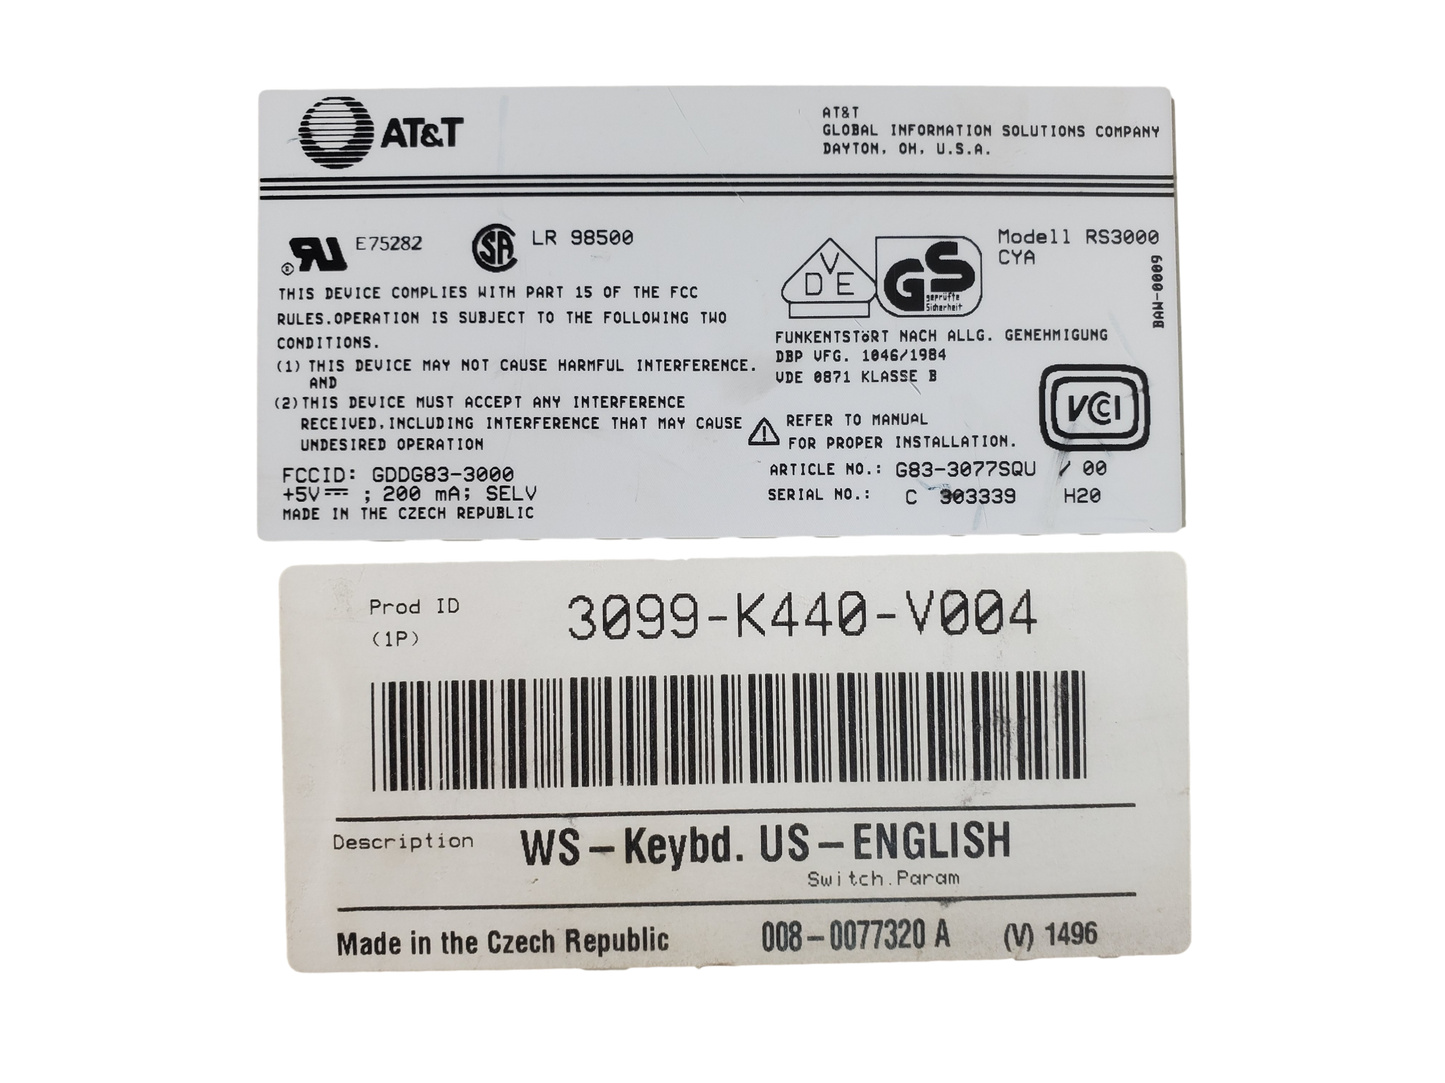 AT&T
AT&T
GLOBAL INFORMATION SOLUTIONS COMPANY
DAYTON, OH, U.S.A.
RU E75282
SA LR 98500
THIS DEVICE COMPLIES WITH PART 15 OF THE FCC
RULES.OPERATION IS SUBJECT TO THE FOLLOWING TWO
CONDITIONS.
(1) THIS DEVICE MAY NOT CAUSE HARMFUL INTERFERENCE.
AND
(2) THIS DEVICE MUST ACCEPT ANY INTERFERENCE
RECEIVED, INCLUDING INTERFERENCE THAT MAY CAUSE
UNDESIRED OPERATION
FCCID: GDDG83-3000
+5V⎓ ; 200 mA; SELV
MADE IN THE CZECH REPUBLIC
VDE
GS
geprüfte
Sicherheit
Modell RS3000
CYA
BAW-0009
FUNKENTSTöRT NACH ALLG. GENEHMIGUNG
DBP VFG. 1046/1984
VDE 0871 KLASSE B
VCCI
REFER TO MANUAL
FOR PROPER INSTALLATION.
ARTICLE NO.: G83-3077SQU / 00
SERIAL NO.: C 303339 H20
Prod ID 3099-K440-V004
(1P)
Description WS-Keybd. US-ENGLISH
Switch.Param
Made in the Czech Republic 008-0077320 A (V) 1496